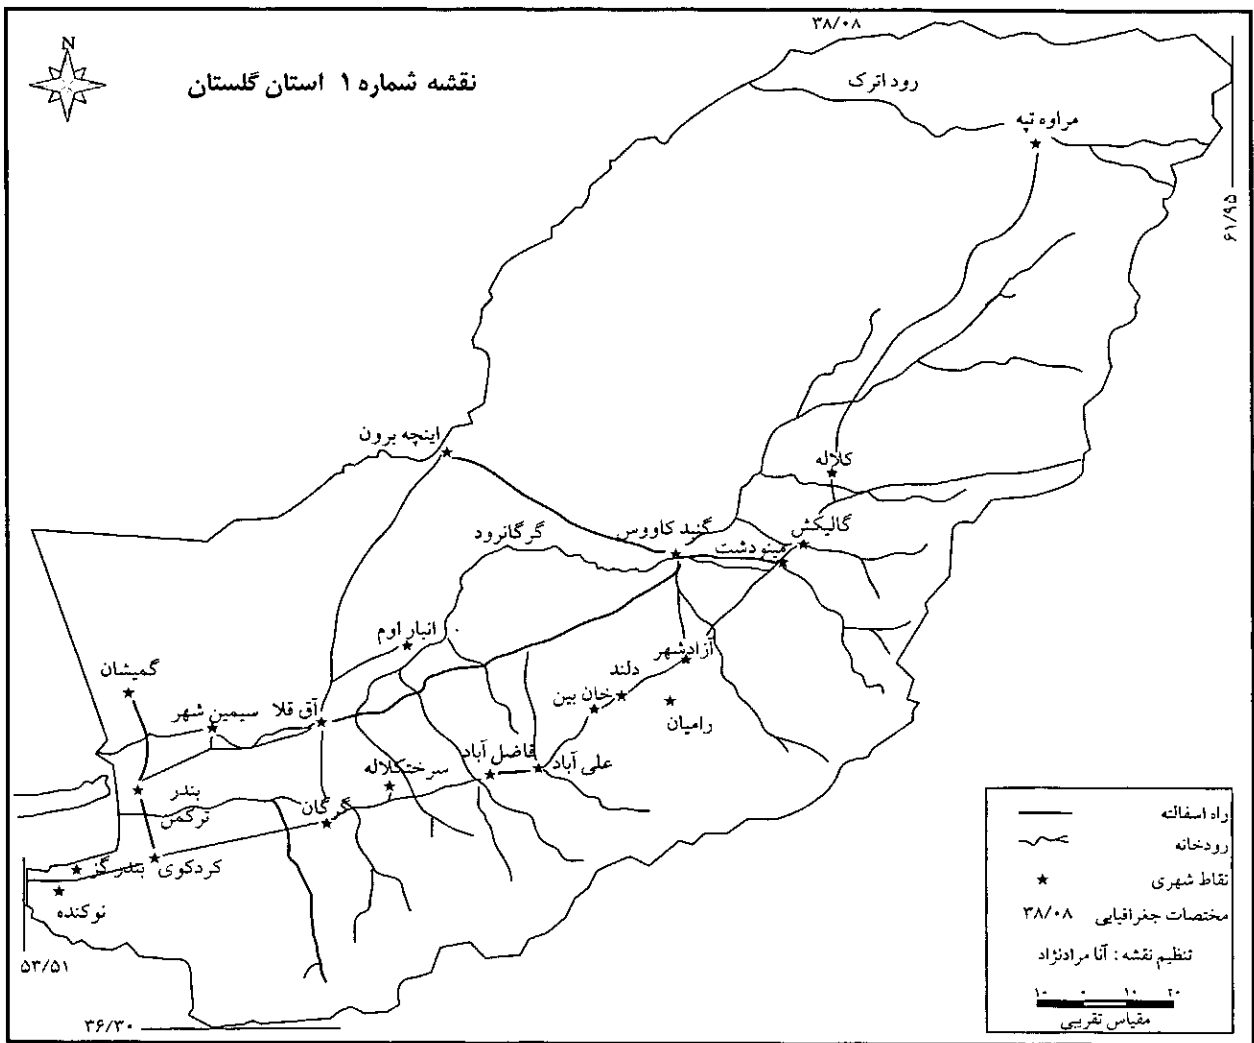 ۳۸/۰۸
N
نقشه شماره ۱ استان گلستان
رود اترک
مراوه تپه
۶۱/۹۵
اینچه برون
کلاله
گالیکش
گنبد کاووس
مینودشت
گرگانرود
انبار اوم
آزادشهر
دلند
خان بین
رامیان
گمیشان
سیمین شهر
آق قلا
علی آباد
فاضل آباد
سرختکلاله
بندر
ترکمن
گرگان
کردکوی
بندر گز
نوکنده
۵۳/۵۱
۳۶/۳۰
راه اسفالته
رودخانه
نقاط شهری
مختصات جغرافیایی ۳۸/۰۸
تنظیم نقشه : آنا مرادنژاد
۱۰ ۰ ۱۰ ۲۰
مقیاس تقریبی